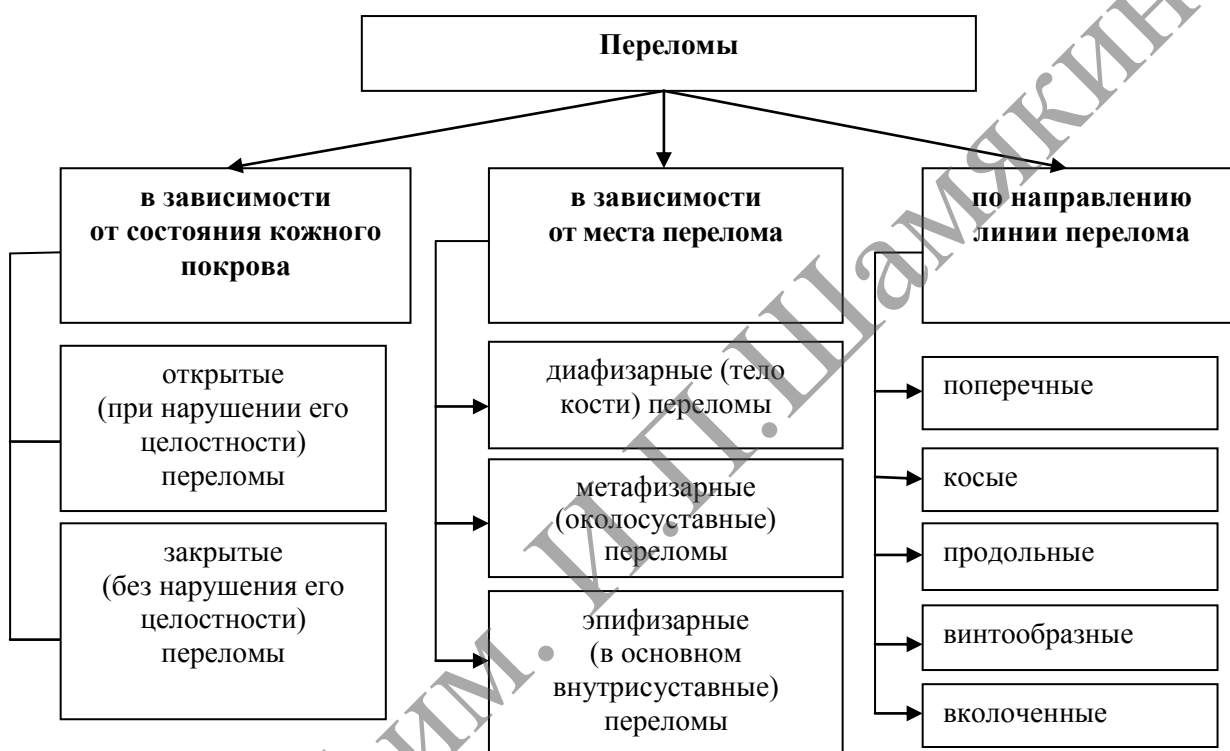 Переломы
в зависимости
от состояния кожного
покрова
открытые
(при нарушении его
целостности)
переломы
закрытые
(без нарушения его
целостности)
переломы
в зависимости
от места перелома
диафизарные (тело
кости) переломы
метафизарные
(околосуставные)
переломы
эпифизарные
(в основном
внутрисуставные)
переломы
по направлению
линии перелома
поперечные
косые
продольные
винтообразные
вколоченные
им. И.П.Шамякин